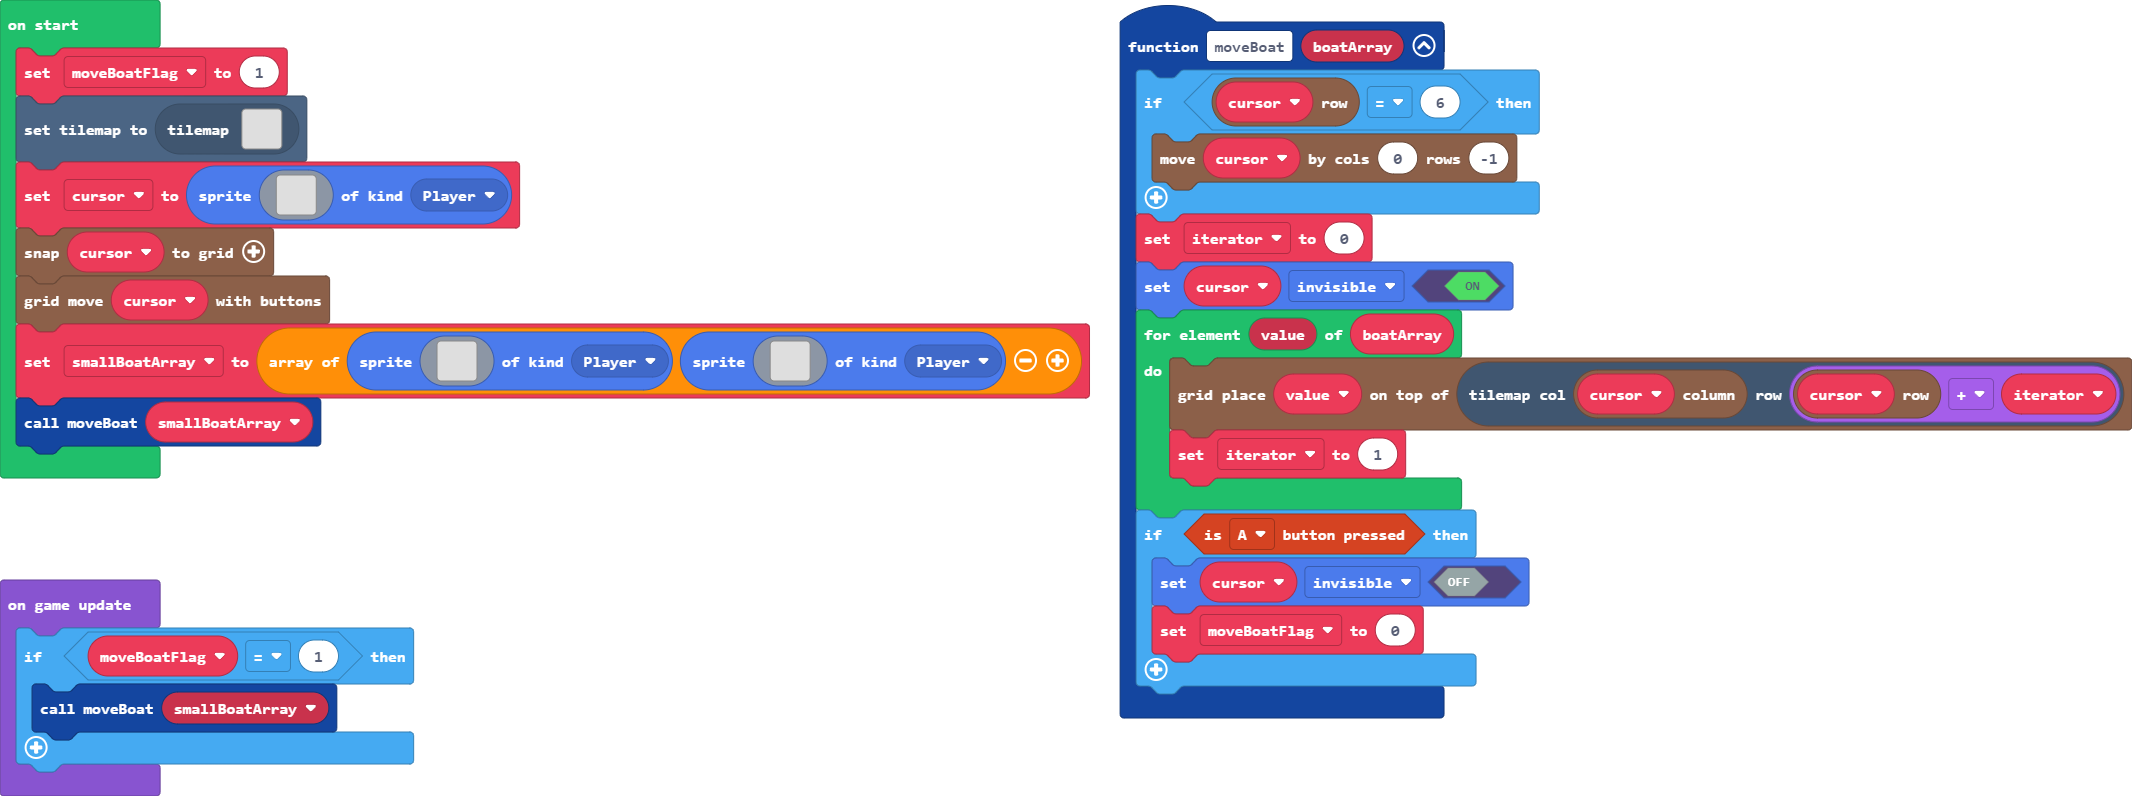 on start
set moveBoatFlag to 1
set tilemap to tilemap
set cursor to sprite of kind Player
snap cursor to grid
grid move cursor with buttons
set smallBoatArray to array of sprite of kind Player sprite of kind Player
call moveBoat smallBoatArray
on game update
if moveBoatFlag = 1 then
call moveBoat smallBoatArray
function moveBoat boatArray
if cursor row = 6 then
move cursor by cols 0 rows -1
set iterator to 0
set cursor invisible ON
for element value of boatArray
do
grid place value on top of tilemap col cursor column row cursor row + iterator
set iterator to 1
if is A button pressed then
set cursor invisible OFF
set moveBoatFlag to 0